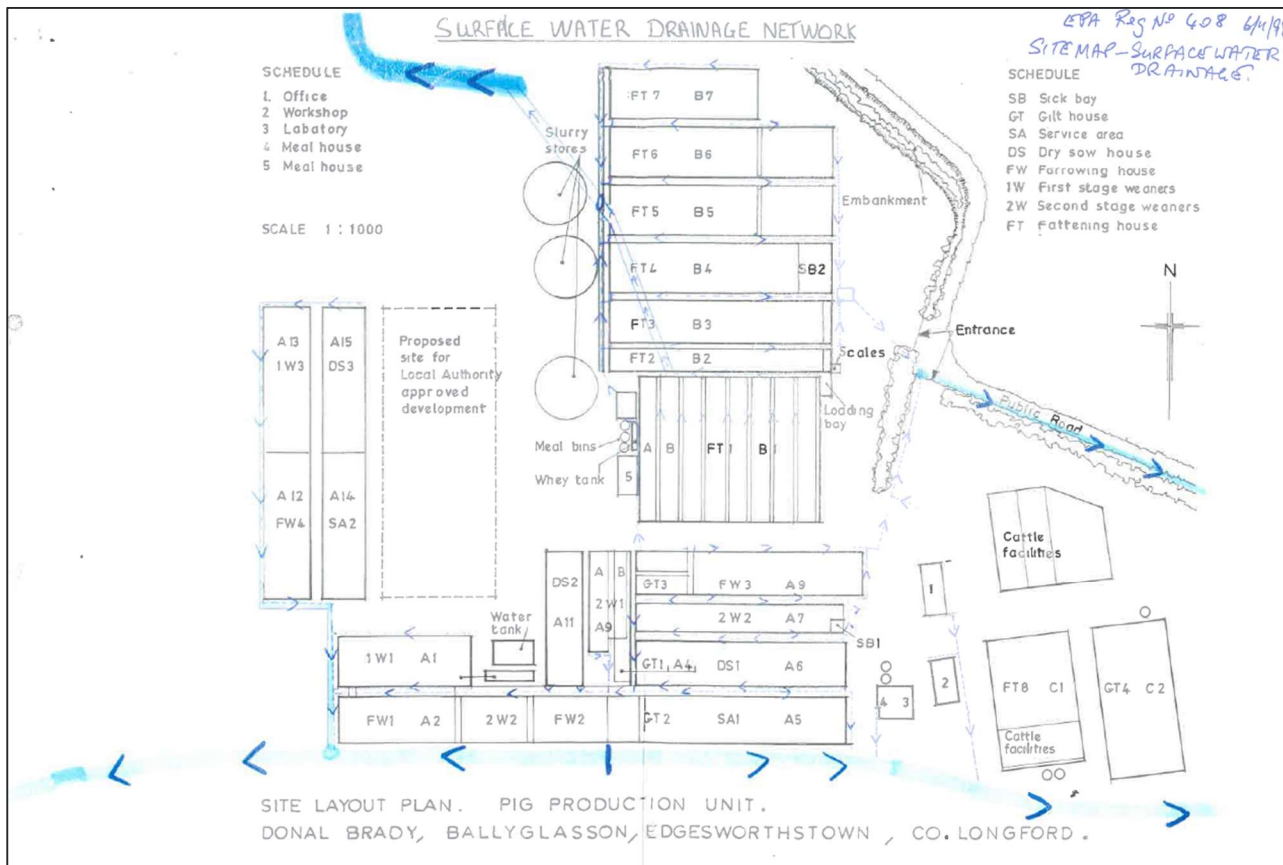 SURFACE WATER DRAINAGE NETWORK
EPA Reg Nº 408
SITE MAP - SURFACE WATER
DRAINAGE.
SCHEDULE
1. Office
2 Workshop
3 Labatory
4 Meal house
5 Meal house
SCALE 1:1000
SCHEDULE
SB Sick bay
GT Gilt house
SA Service area
DS Dry sow house
FW Farrowing house
1W First stage weaners
2W Second stage weaners
FT Fattening house
N
Slurry
stores
FT 7 B7
FT6 B6
FT5 B5
FT4 B4
SB2
FT3 B3
FT2 B2
Scales
Embankment
Entrance
Public Road
Loading
bay
A B FT 1 B 1
Meal bins
Whey tank
5
A13
1W3
A15
DS3
A12
FW4
A14
SA2
Proposed
site for
Local Authority
approved
development
Cattle
facilities
1
2
4 3
FT8 C1
Cattle
facilities
GT4 C2
DS2
A11
A B
2W1
A9
GT3 FW3 A9
2W2 A7
SB1
GT1, A4 DS1 A6
Water
tank
1W1 A1
FW1 A2
2W2
FW2
GT2 SA1 A5
SITE LAYOUT PLAN. PIG PRODUCTION UNIT.
DONAL BRADY, BALLYGLASSON, EDGESWORTHSTOWN, CO. LONGFORD.